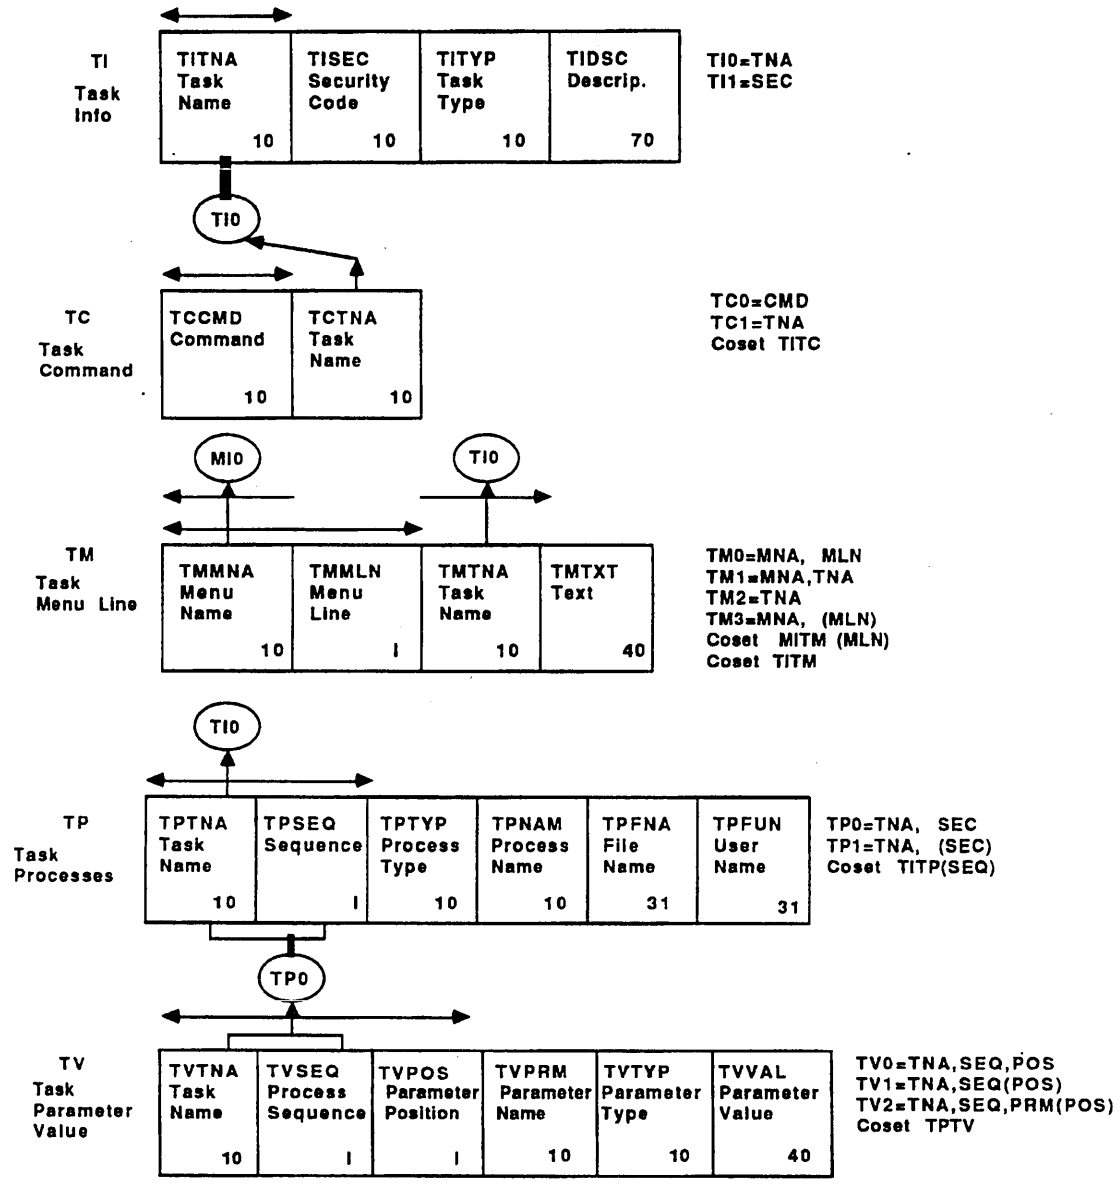 TI
Task
Info
TITNA
Task
Name
10
TISEC
Security
Code
10
TITYP
Task
Type
10
TIDSC
Descrip.
70
TI0=TNA
TI1=SEC
TI0
TC
Task
Command
TCCMD
Command
10
TCTNA
Task
Name
10
TC0=CMD
TC1=TNA
Coset TITC
MI0
TI0
TM
Task
Menu Line
TMMNA
Menu
Name
10
TMMLN
Menu
Line
I
TMTNA
Task
Name
10
TMTXT
Text
40
TM0=MNA, MLN
TM1=MNA,TNA
TM2=TNA
TM3=MNA, (MLN)
Coset MITM (MLN)
Coset TITM
TI0
TP
Task
Processes
TPTNA
Task
Name
10
TPSEQ
Sequence
I
TPTYP
Process
Type
10
TPNAM
Process
Name
10
TPFNA
File
Name
31
TPFUN
User
Name
31
TP0=TNA, SEC
TP1=TNA, (SEC)
Coset TITP(SEQ)
TP0
TV
Task
Parameter
Value
TVTNA
Task
Name
10
TVSEQ
Process
Sequence
I
TVPOS
Parameter
Position
I
TVPRM
Parameter
Name
10
TVTYP
Parameter
Type
10
TVVAL
Parameter
Value
40
TV0=TNA,SEQ,POS
TV1=TNA,SEQ(POS)
TV2=TNA,SEQ,PRM(POS)
Coset TPTV